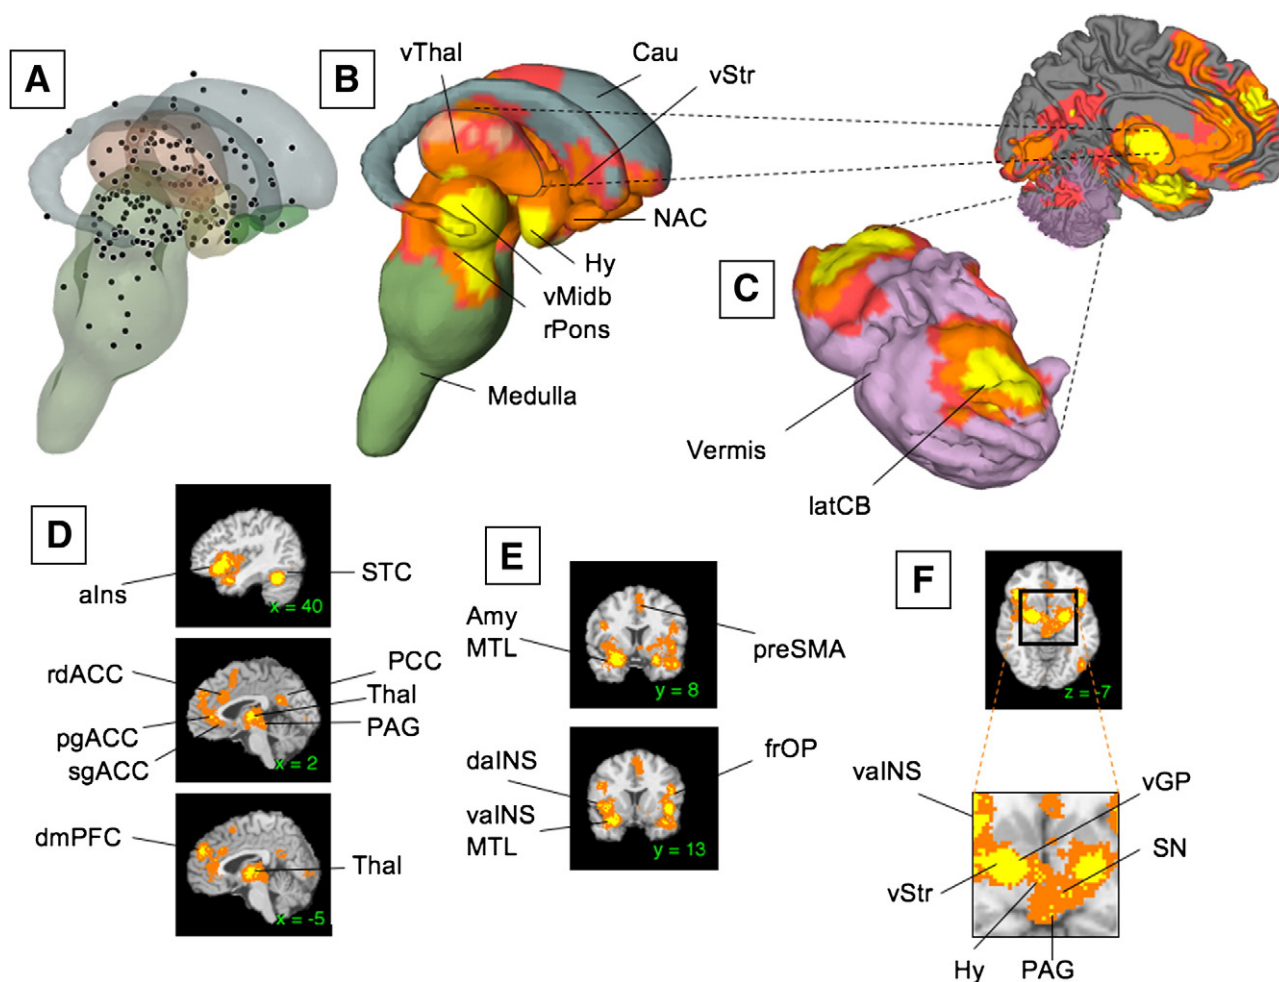 A
B
vThal
Cau
vStr
NAC
Hy
vMidb
rPons
Medulla
C
Vermis
latCB
D
aIns
STC
x = 40
rdACC
PCC
Thal
PAG
pgACC
sgACC
x = 2
dmPFC
Thal
x = -5
E
Amy
MTL
preSMA
y = 8
daINS
frOP
vaINS
MTL
y = 13
F
z = -7
vaINS
vGP
SN
vStr
Hy
PAG